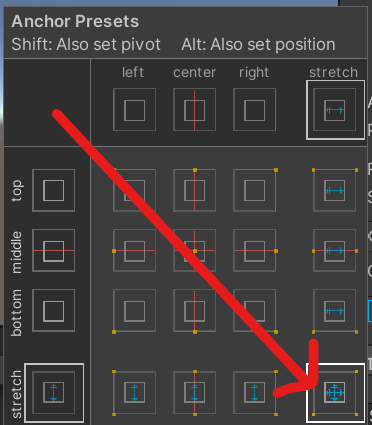 Anchor Presets
Shift: Also set pivot Alt: Also set position
left center right stretch
top
middle
bottom
stretch